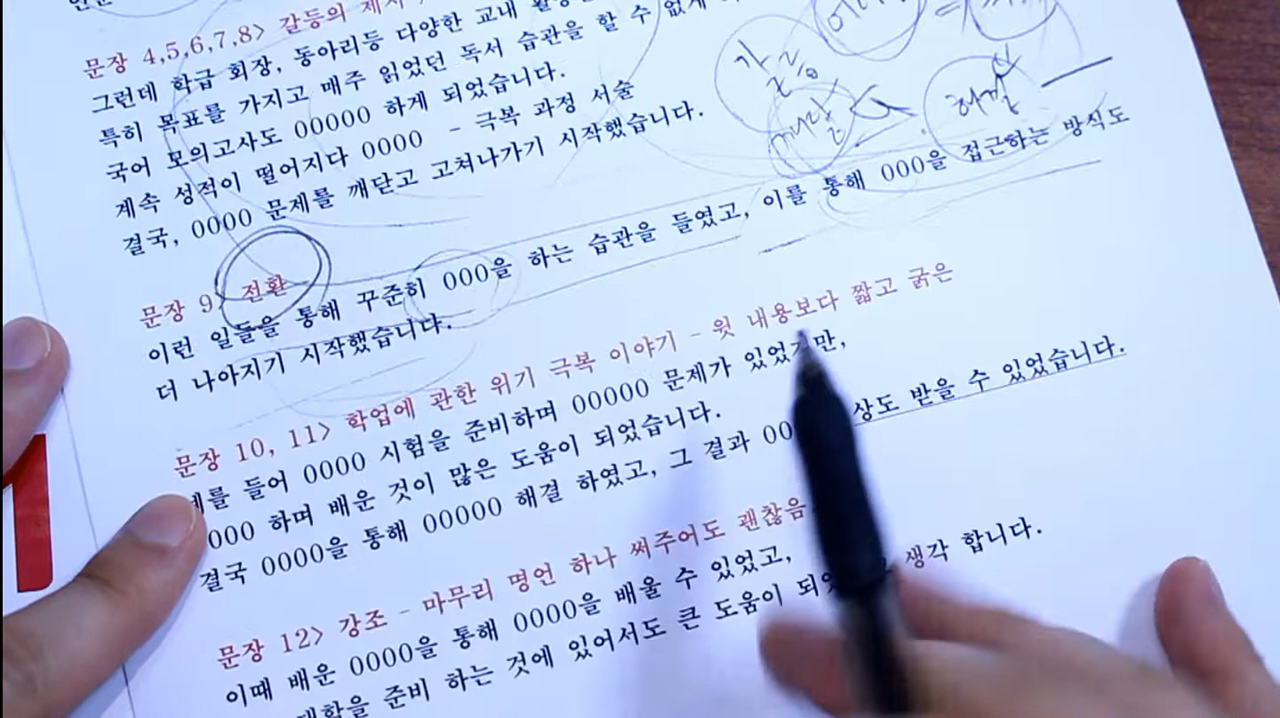 문장 4,5,6,7,8> 갈등의 제시
그런데 학급 회장, 동아리등 다양한 교내
특히 목표를 가지고 매주 읽었던 독서 습관을 할 수 없게
국어 모의고사도 00000 하게 되었습니다.
계속 성적이 떨어지다 0000 - 극복 과정 서술
결국, 0000 문제를 깨닫고 고쳐나가기 시작했습니다.
문장 9> 전환
이런 일들을 통해 꾸준히 000을 하는 습관을 들였고, 이를 통해 000을 접근하는 방식도
더 나아지기 시작했습니다.
문장 10, 11> 학업에 관한 위기 극복 이야기 - 윗 내용보다 짧고 굵은
를 들어 0000 시험을 준비하며 00000 문제가 있었지만,
000 하며 배운 것이 많은 도움이 되었습니다.
결국 0000을 통해 00000 해결 하였고, 그 결과 00 상도 받을 수 있었습니다.
문장 12> 강조 - 마무리 명언 하나 써주어도 괜찮음
이때 배운 0000을 통해 0000을 배울 수 있었고,
대학을 준비 하는 것에 있어서도 큰 도움이 되 생각 합니다.